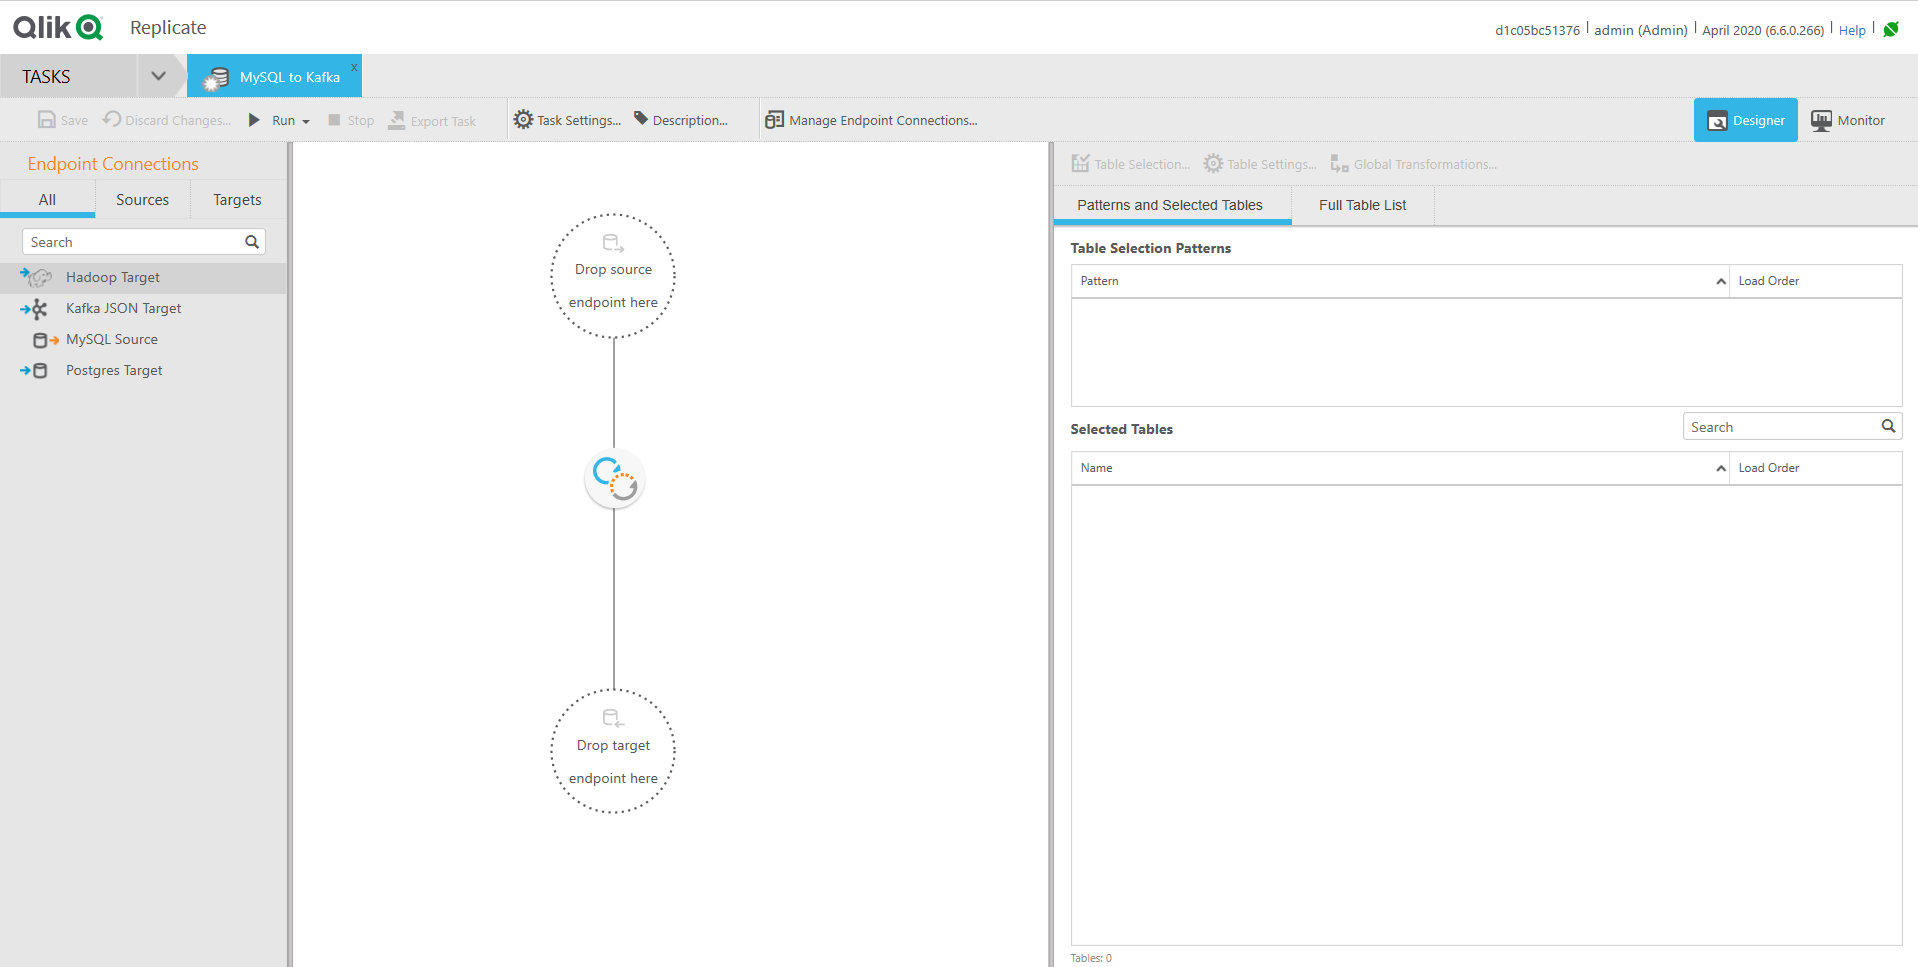 Qlik Replicate
d1c05bc51376 admin (Admin) April 2020 (6.6.0.266) Help
TASKS MySQL to Kafka x
Save Discard Changes... Run Stop Export Task Task Settings... Description... Manage Endpoint Connections... Designer Monitor
Endpoint Connections
All Sources Targets
Search
Hadoop Target
Kafka JSON Target
MySQL Source
Postgres Target
Drop source
endpoint here
Drop target
endpoint here
Table Selection... Table Settings... Global Transformations...
Patterns and Selected Tables Full Table List
Table Selection Patterns
Pattern Load Order
Selected Tables Search
Name Load Order
Tables: 0